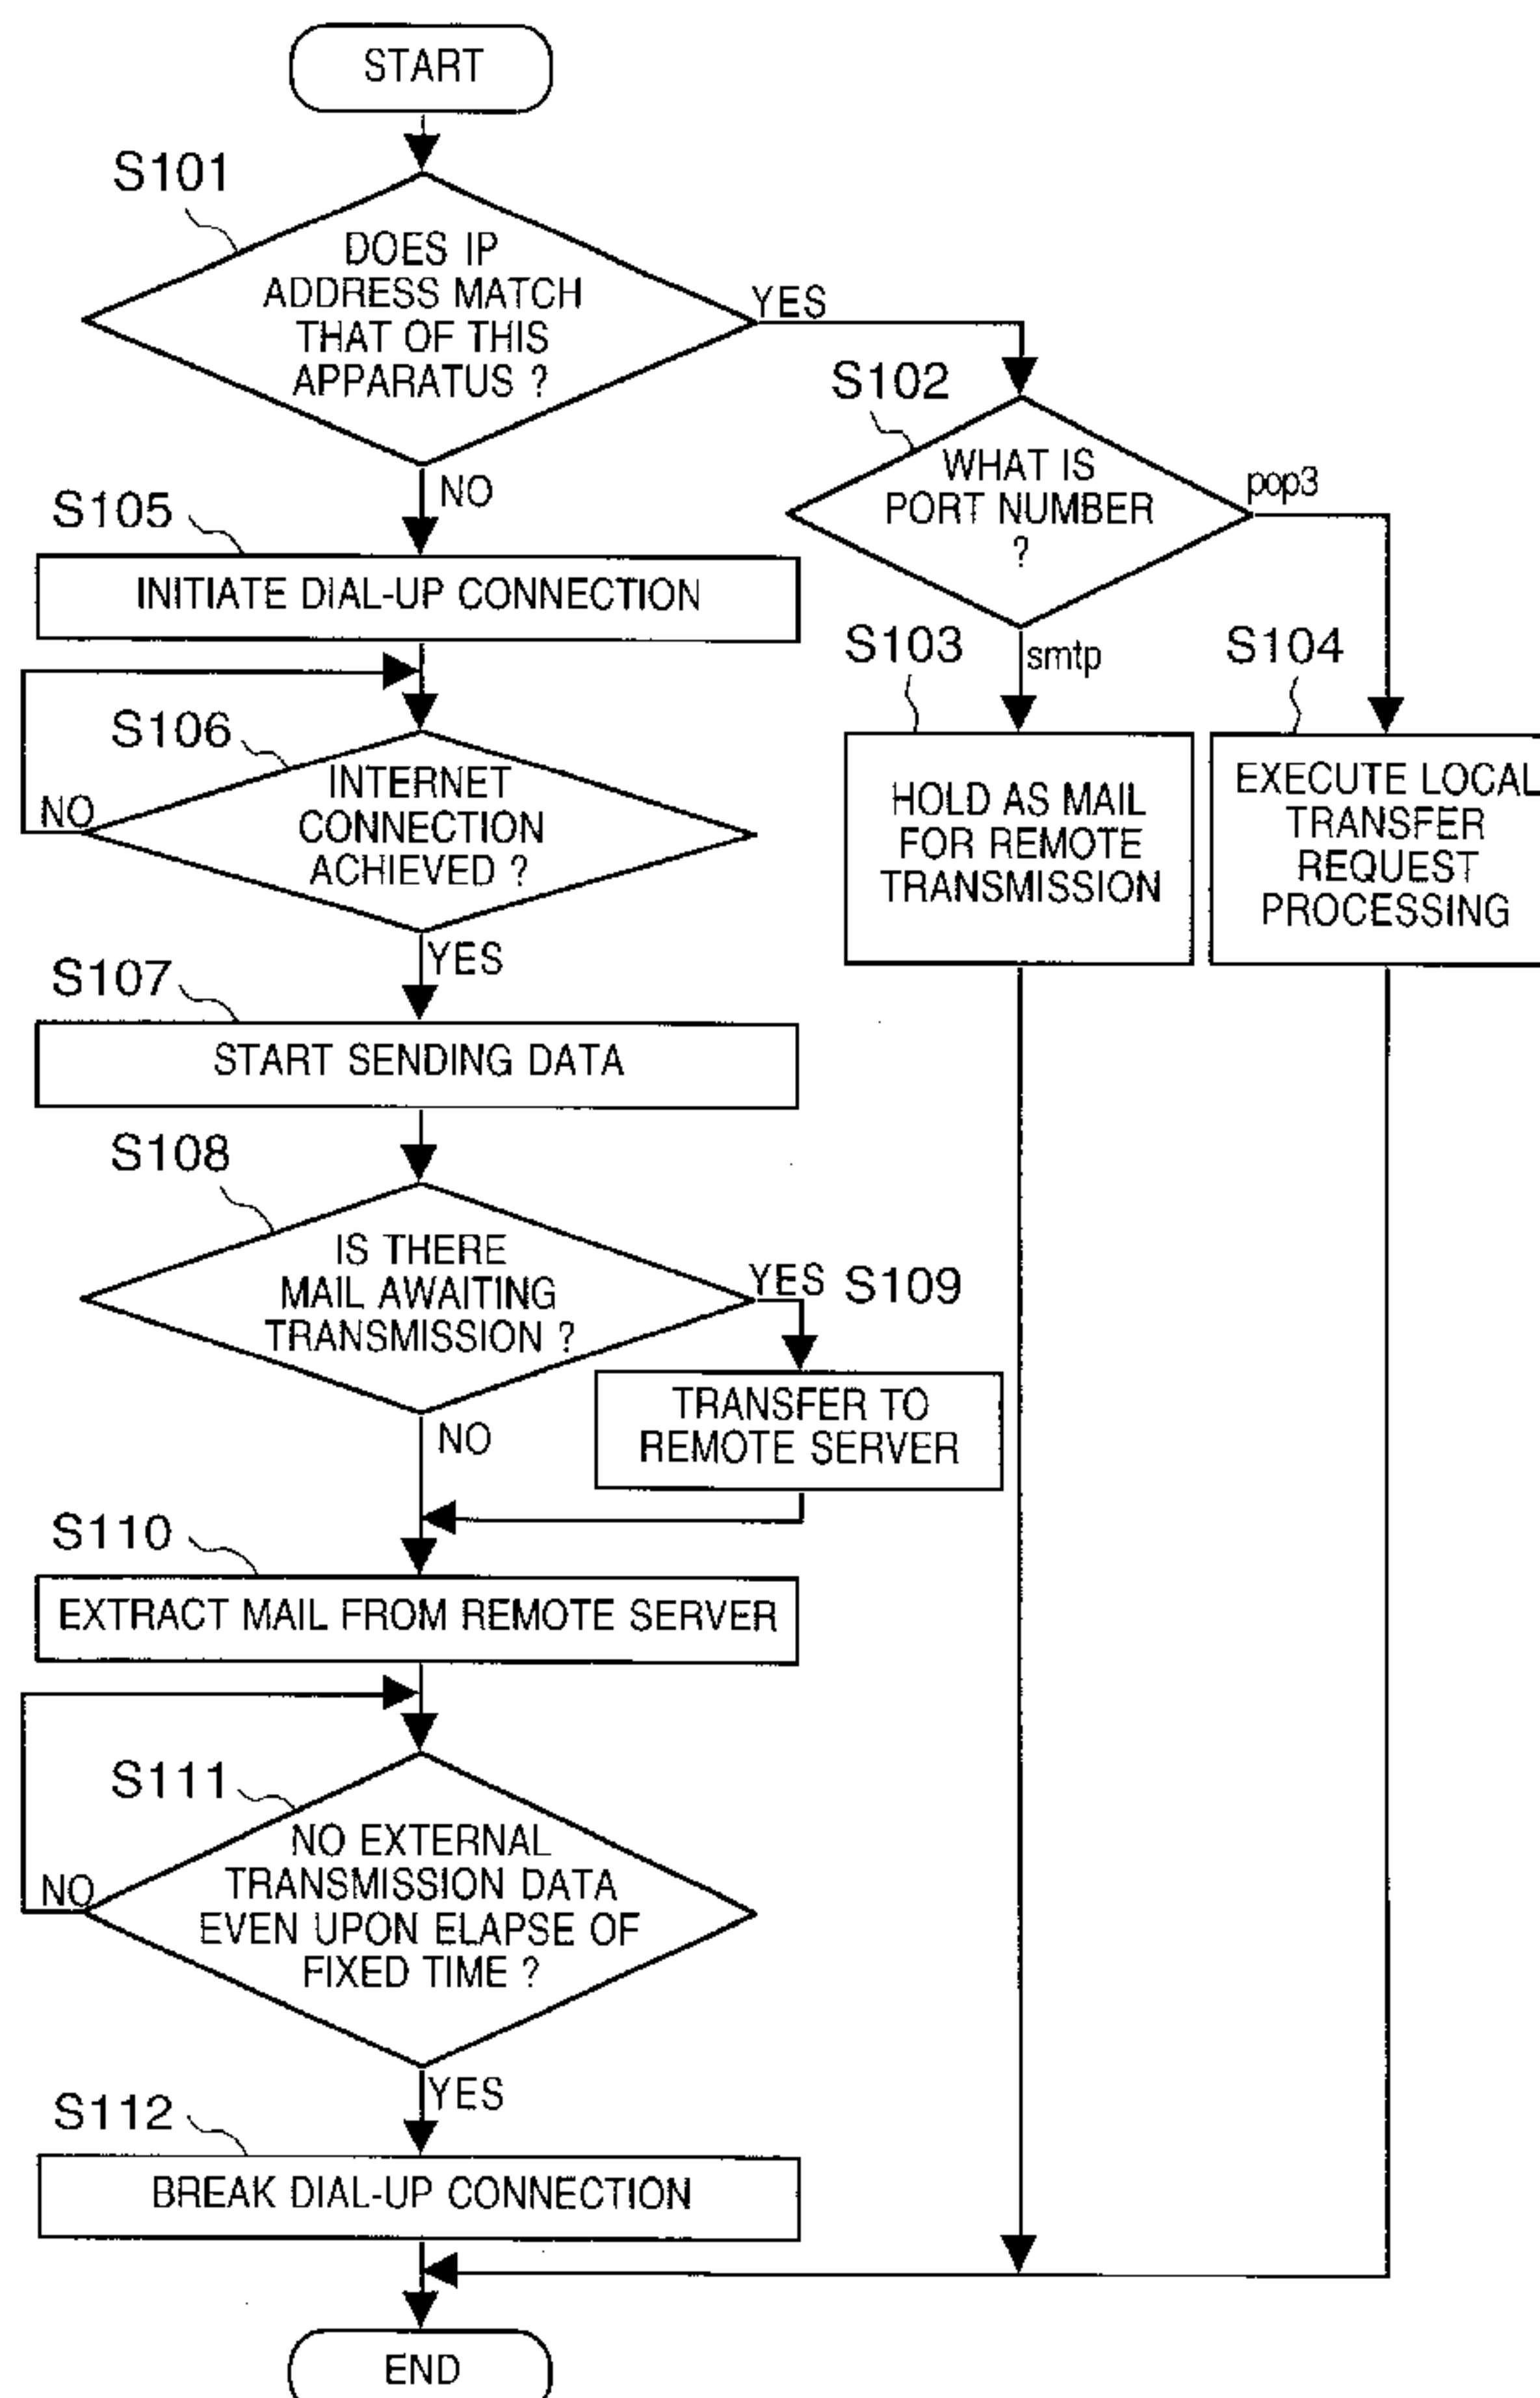 START
S101
DOES IP
ADDRESS MATCH
THAT OF THIS
APPARATUS ?
YES
NO
S102
WHAT IS
PORT NUMBER
?
pop3
smtp
S103
HOLD AS MAIL
FOR REMOTE
TRANSMISSION
S104
EXECUTE LOCAL
TRANSFER
REQUEST
PROCESSING
S105
INITIATE DIAL-UP CONNECTION
S106
INTERNET
CONNECTION
ACHIEVED ?
NO
YES
S107
START SENDING DATA
S108
IS THERE
MAIL AWAITING
TRANSMISSION ?
YES
NO
S109
TRANSFER TO
REMOTE SERVER
S110
EXTRACT MAIL FROM REMOTE SERVER
S111
NO EXTERNAL
TRANSMISSION DATA
EVEN UPON ELAPSE OF
FIXED TIME ?
NO
YES
S112
BREAK DIAL-UP CONNECTION
END